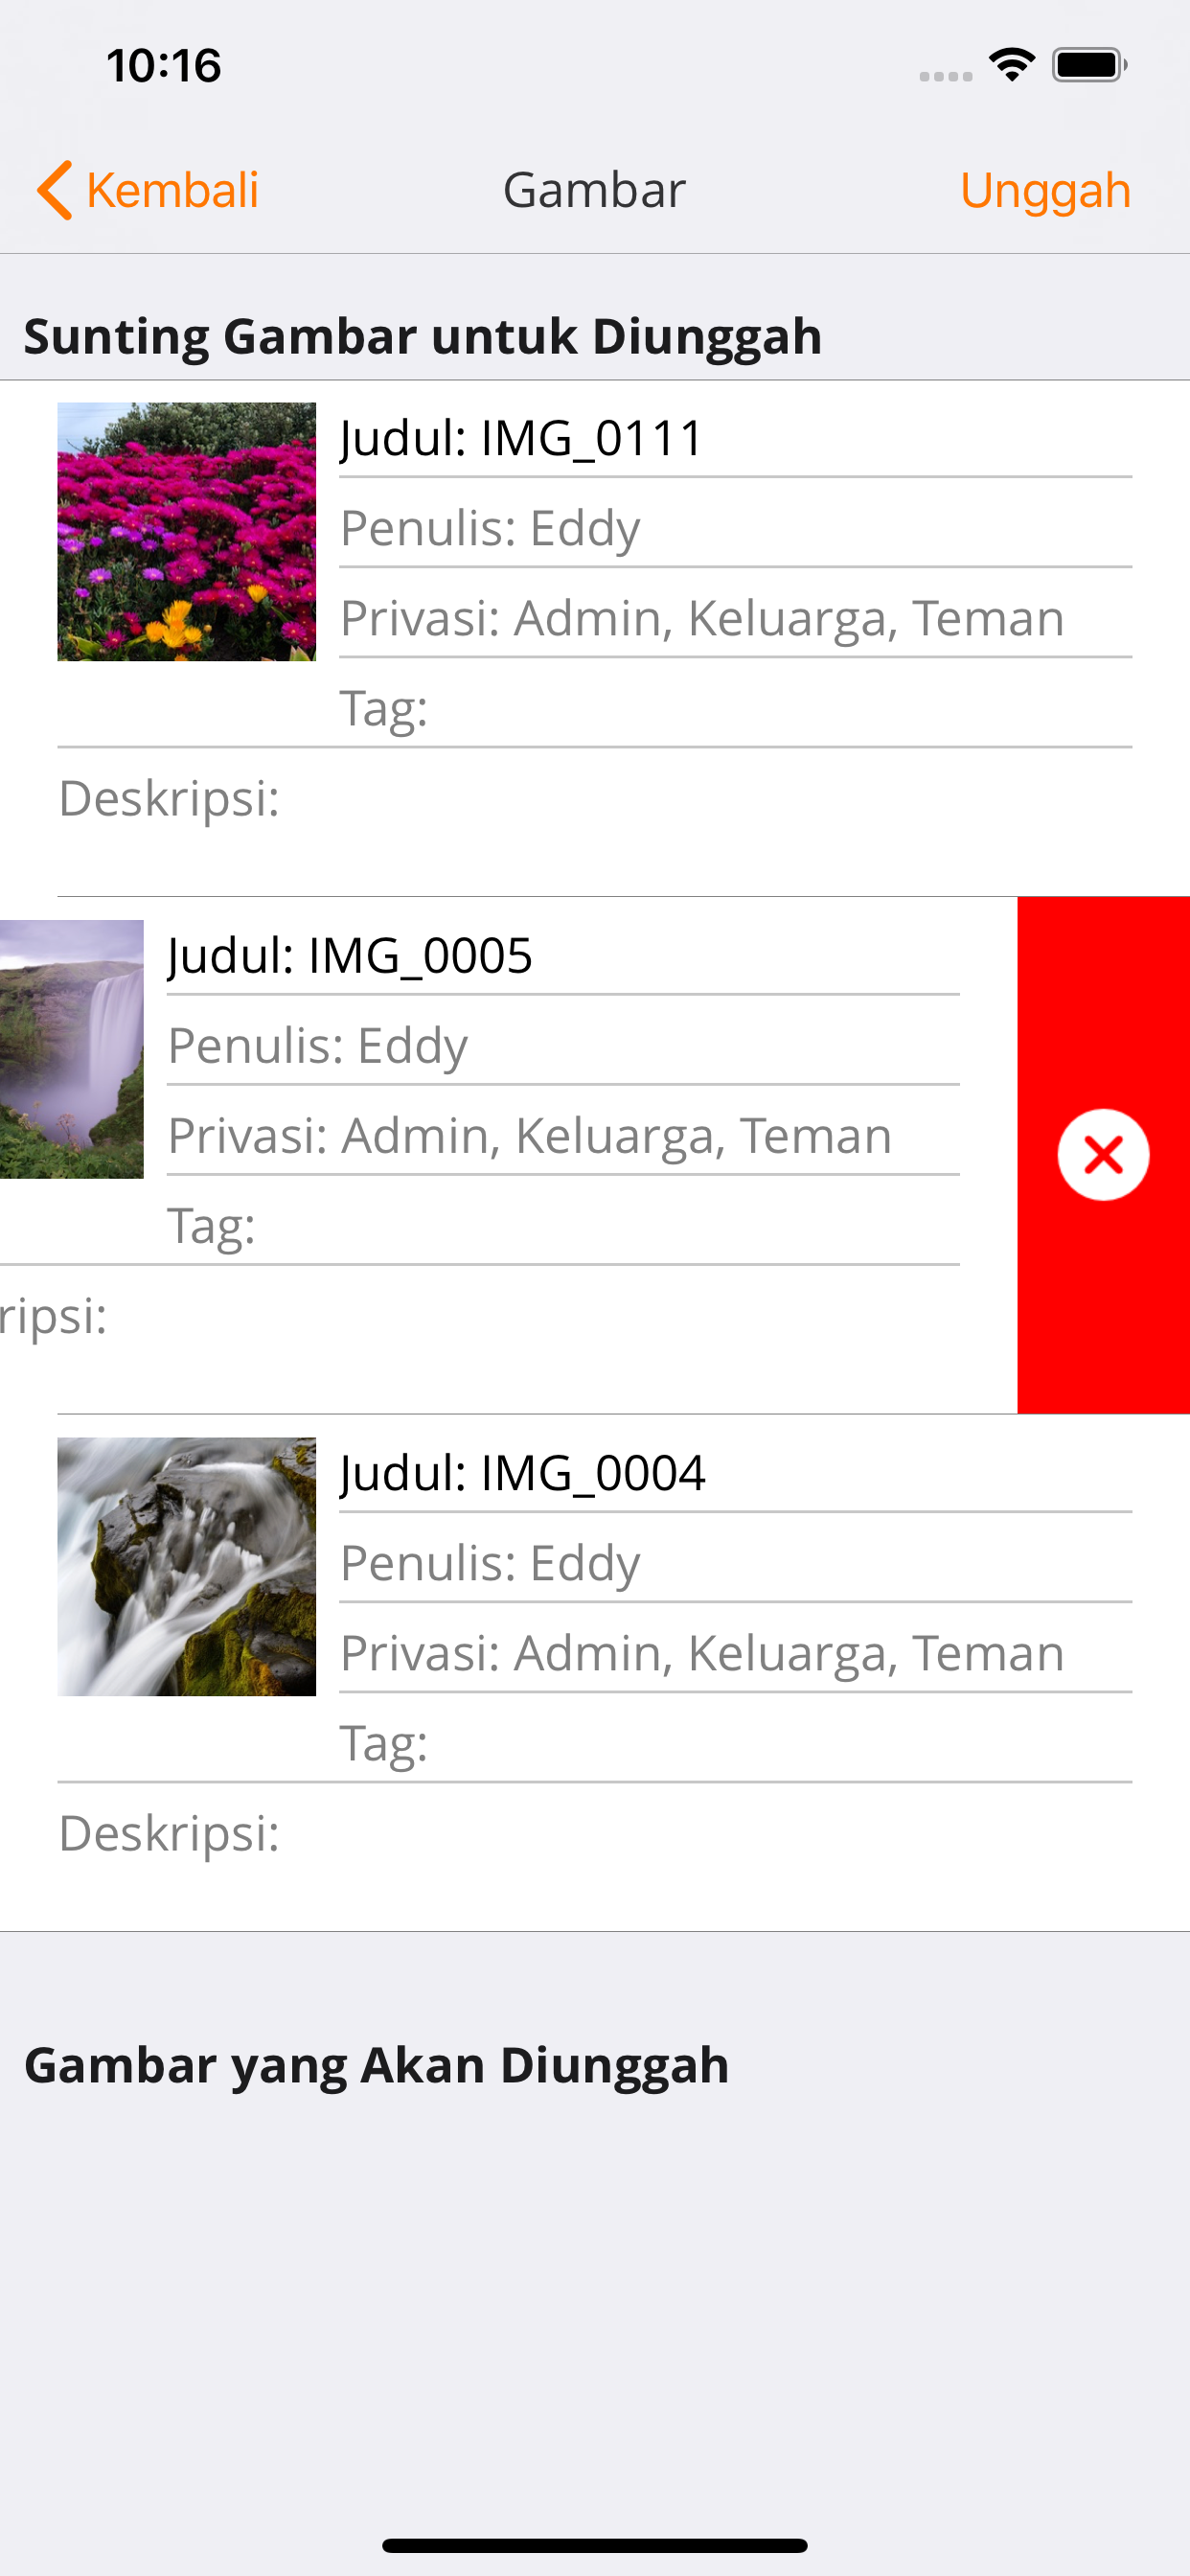 10:16
Kembali Gambar Unggah
Sunting Gambar untuk Diunggah
Judul: IMG_0111
Penulis: Eddy
Privasi: Admin, Keluarga, Teman
Tag:
Deskripsi:
Judul: IMG_0005
Penulis: Eddy
Privasi: Admin, Keluarga, Teman
Tag:
ripsi:
Judul: IMG_0004
Penulis: Eddy
Privasi: Admin, Keluarga, Teman
Tag:
Deskripsi:
Gambar yang Akan Diunggah